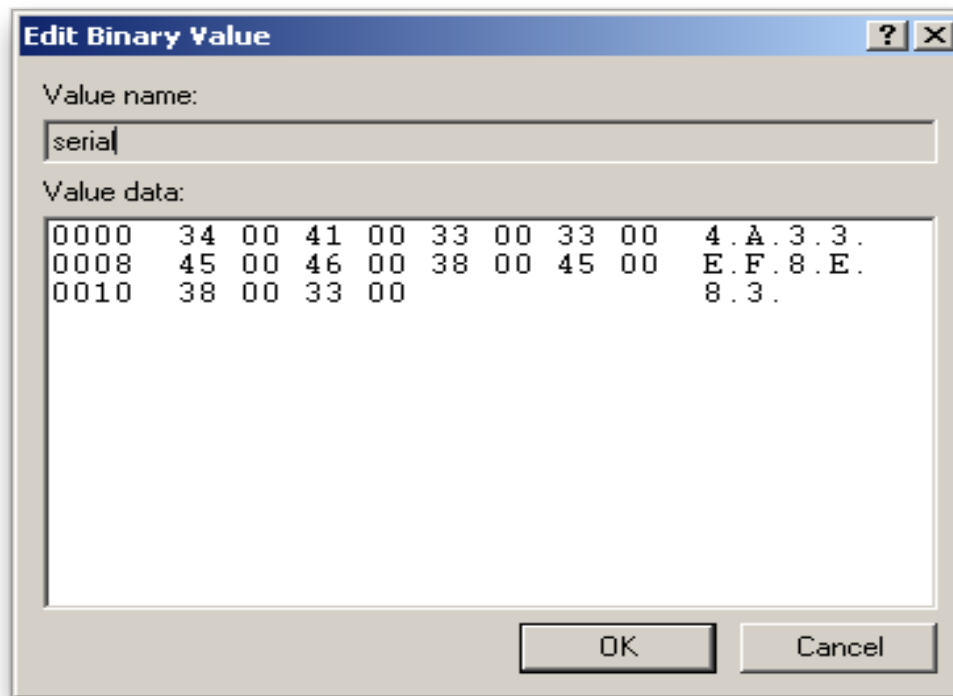 Edit Binary Value
Value name:
serial
Value data:
0000 34 00 41 00 33 00 33 00 4.A.3.3.
0008 45 00 46 00 38 00 45 00 E.F.8.E.
0010 38 00 33 00 8.3.
OK Cancel